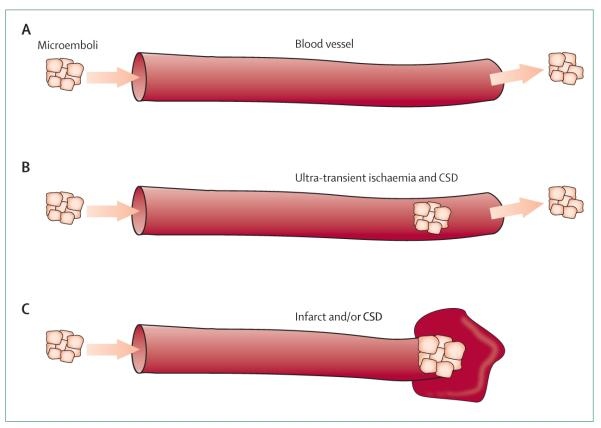 A
Microemboli
Blood vessel
B
Ultra-transient ischaemia and CSD
C
Infarct and/or CSD